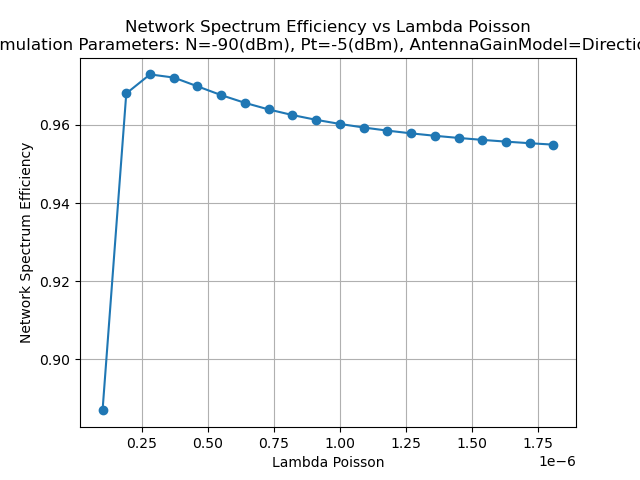 Network Spectrum Efficiency vs Lambda Poisson
mulation Parameters: N=-90(dBm), Pt=-5(dBm), AntennaGainModel=Directio
0.96
0.94
0.92
0.90
Network Spectrum Efficiency
0.25 0.50 0.75 1.00 1.25 1.50 1.75
1e−6
Lambda Poisson